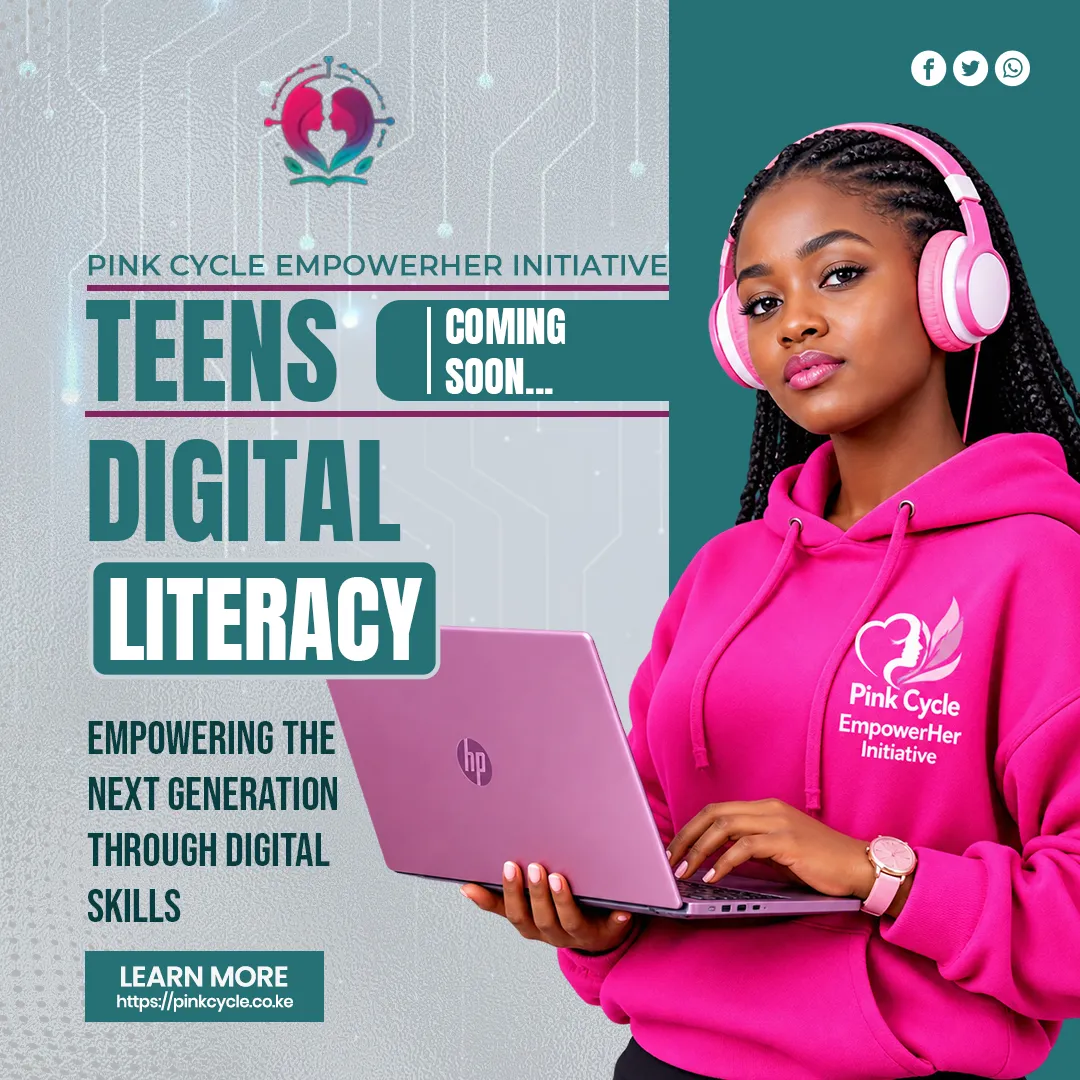 PINK CYCLE EMPOWERHER INITIATIVE
TEENS
COMING
SOON...
DIGITAL
LITERACY
EMPOWERING THE
NEXT GENERATION
THROUGH DIGITAL
SKILLS
LEARN MORE
https://pinkcycle.co.ke
hp
Pink Cycle
EmpowerHer
Initiative